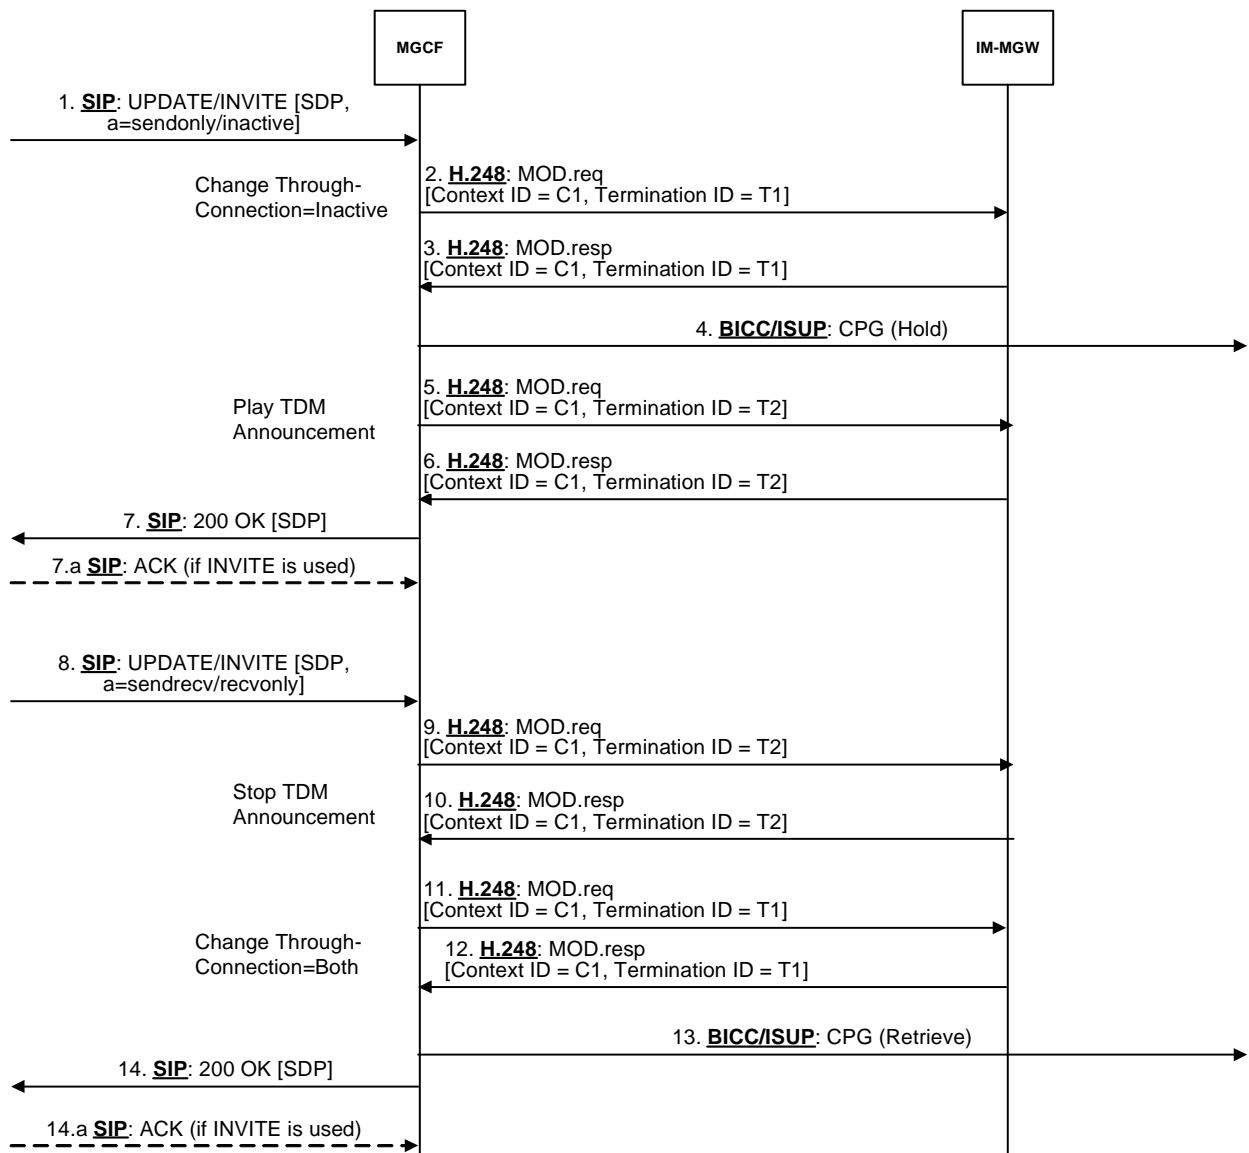 MGCF
IM-MGW
1. SIP: UPDATE/INVITE [SDP,
a=sendonly/inactive]
Change Through-
Connection=Inactive
2. H.248: MOD.req
[Context ID = C1, Termination ID = T1]
3. H.248: MOD.resp
[Context ID = C1, Termination ID = T1]
4. BICC/ISUP: CPG (Hold)
Play TDM
Announcement
5. H.248: MOD.req
[Context ID = C1, Termination ID = T2]
6. H.248: MOD.resp
[Context ID = C1, Termination ID = T2]
7. SIP: 200 OK [SDP]
7.a SIP: ACK (if INVITE is used)
8. SIP: UPDATE/INVITE [SDP,
a=sendrecv/recvonly]
9. H.248: MOD.req
[Context ID = C1, Termination ID = T2]
Stop TDM
Announcement
10. H.248: MOD.resp
[Context ID = C1, Termination ID = T2]
11. H.248: MOD.req
[Context ID = C1, Termination ID = T1]
Change Through-
Connection=Both
12. H.248: MOD.resp
[Context ID = C1, Termination ID = T1]
13. BICC/ISUP: CPG (Retrieve)
14. SIP: 200 OK [SDP]
14.a SIP: ACK (if INVITE is used)